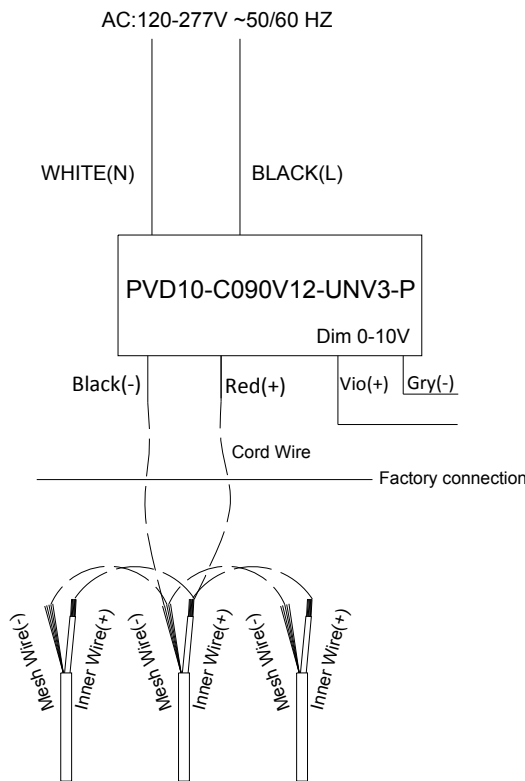 AC:120-277V ~50/60 HZ
WHITE(N)
BLACK(L)
PVD10-C090V12-UNV3-P
Dim 0-10V
Black(-)
Red(+)
Vio(+)
Gry(-)
Cord Wire
Factory connection
Mesh Wire(-)
Inner Wire(+)
Mesh Wire(-)
Inner Wire(+)
Mesh Wire(-)
Inner Wire(+)